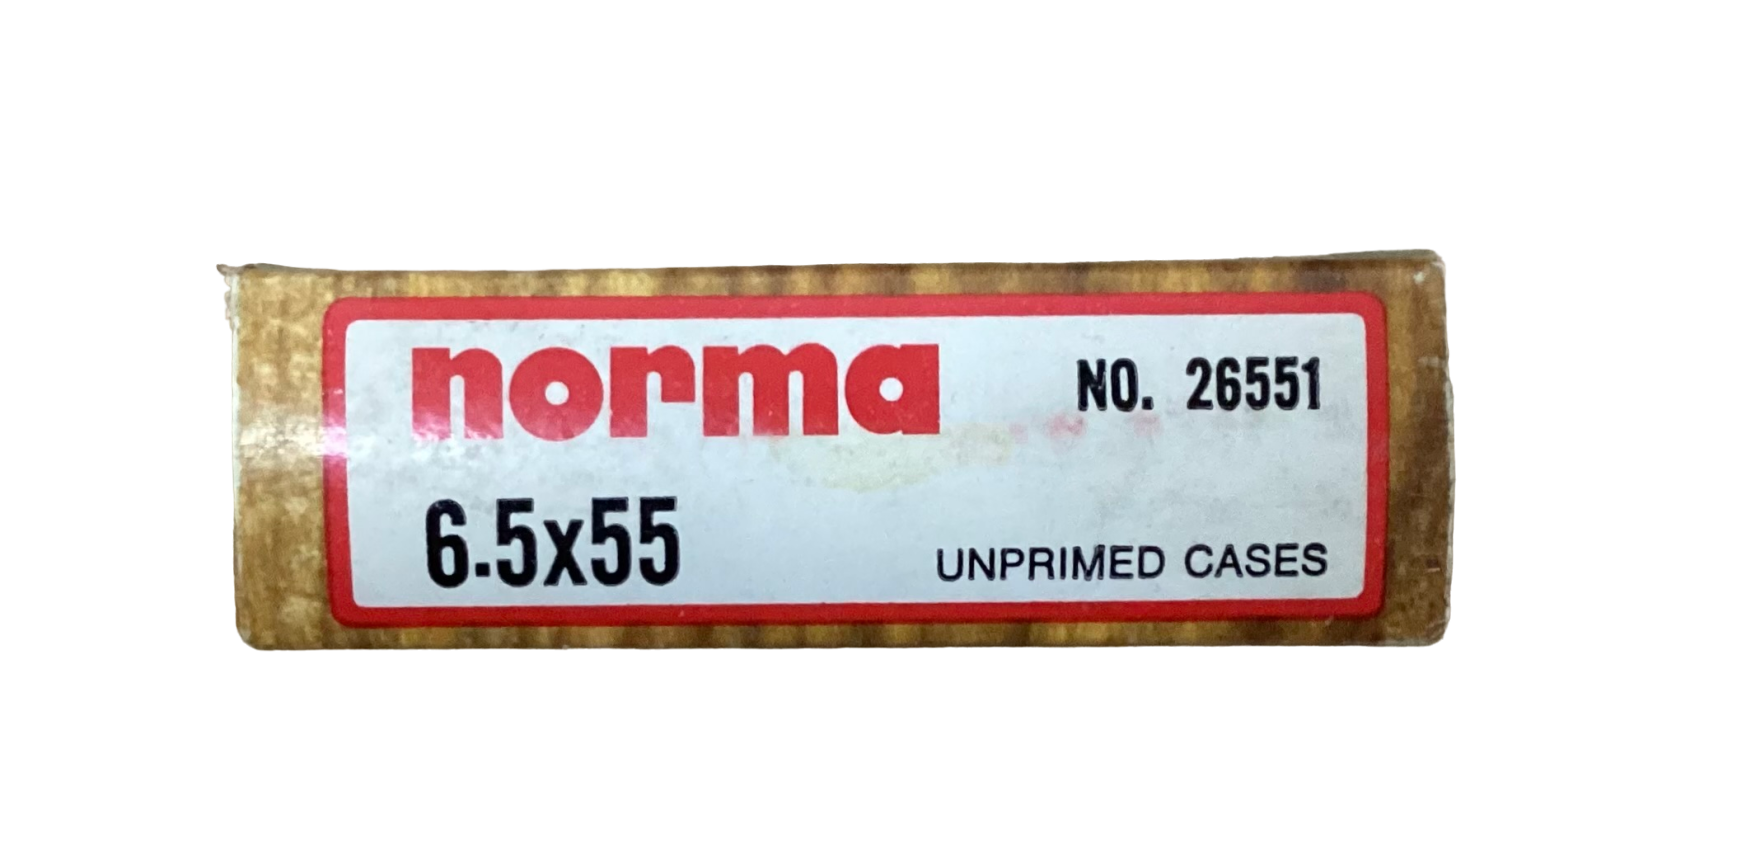 norma
NO. 26551
6.5x55
UNPRIMED CASES